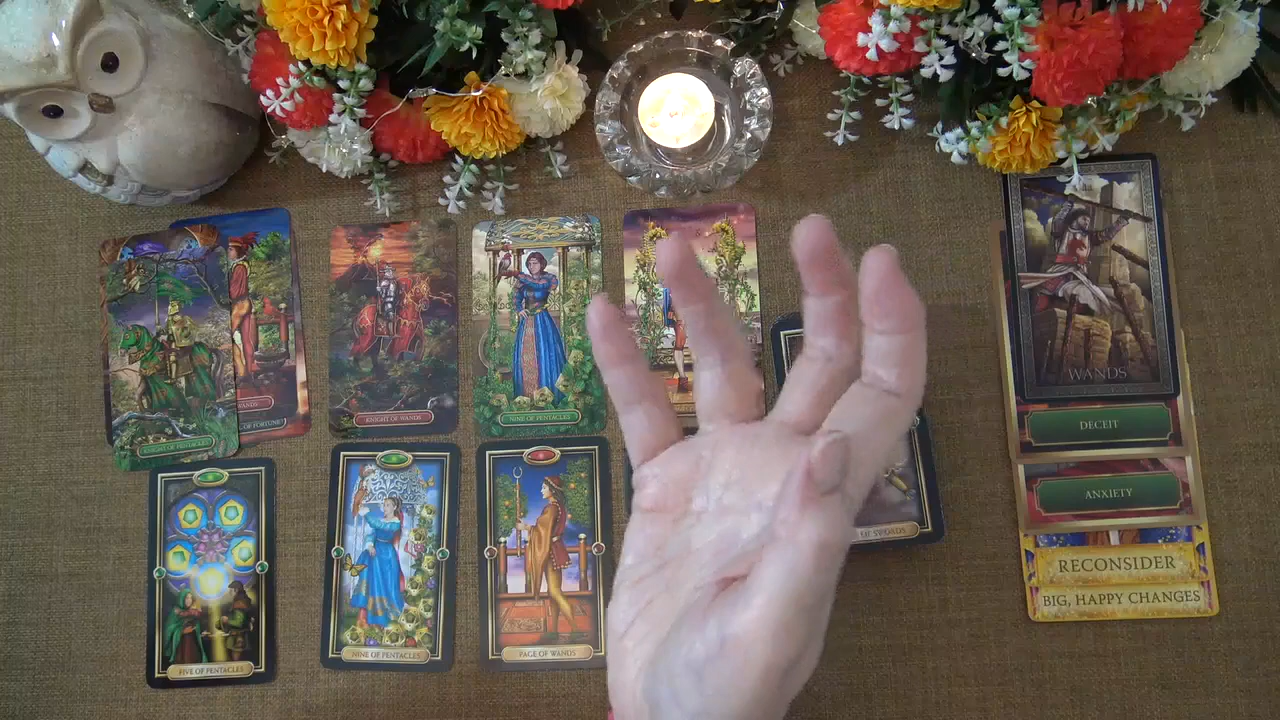 KNIGHT OF PENTACLES
WANDS
OF FORTUNE
KNIGHT OF WANDS
NINE OF PENTACLES
FIVE OF PENTACLES
NINE OF PENTACLES
PAGE OF WANDS
OF SWORDS
WANDS
DECEIT
ANXIETY
RECONSIDER
BIG, HAPPY CHANGES